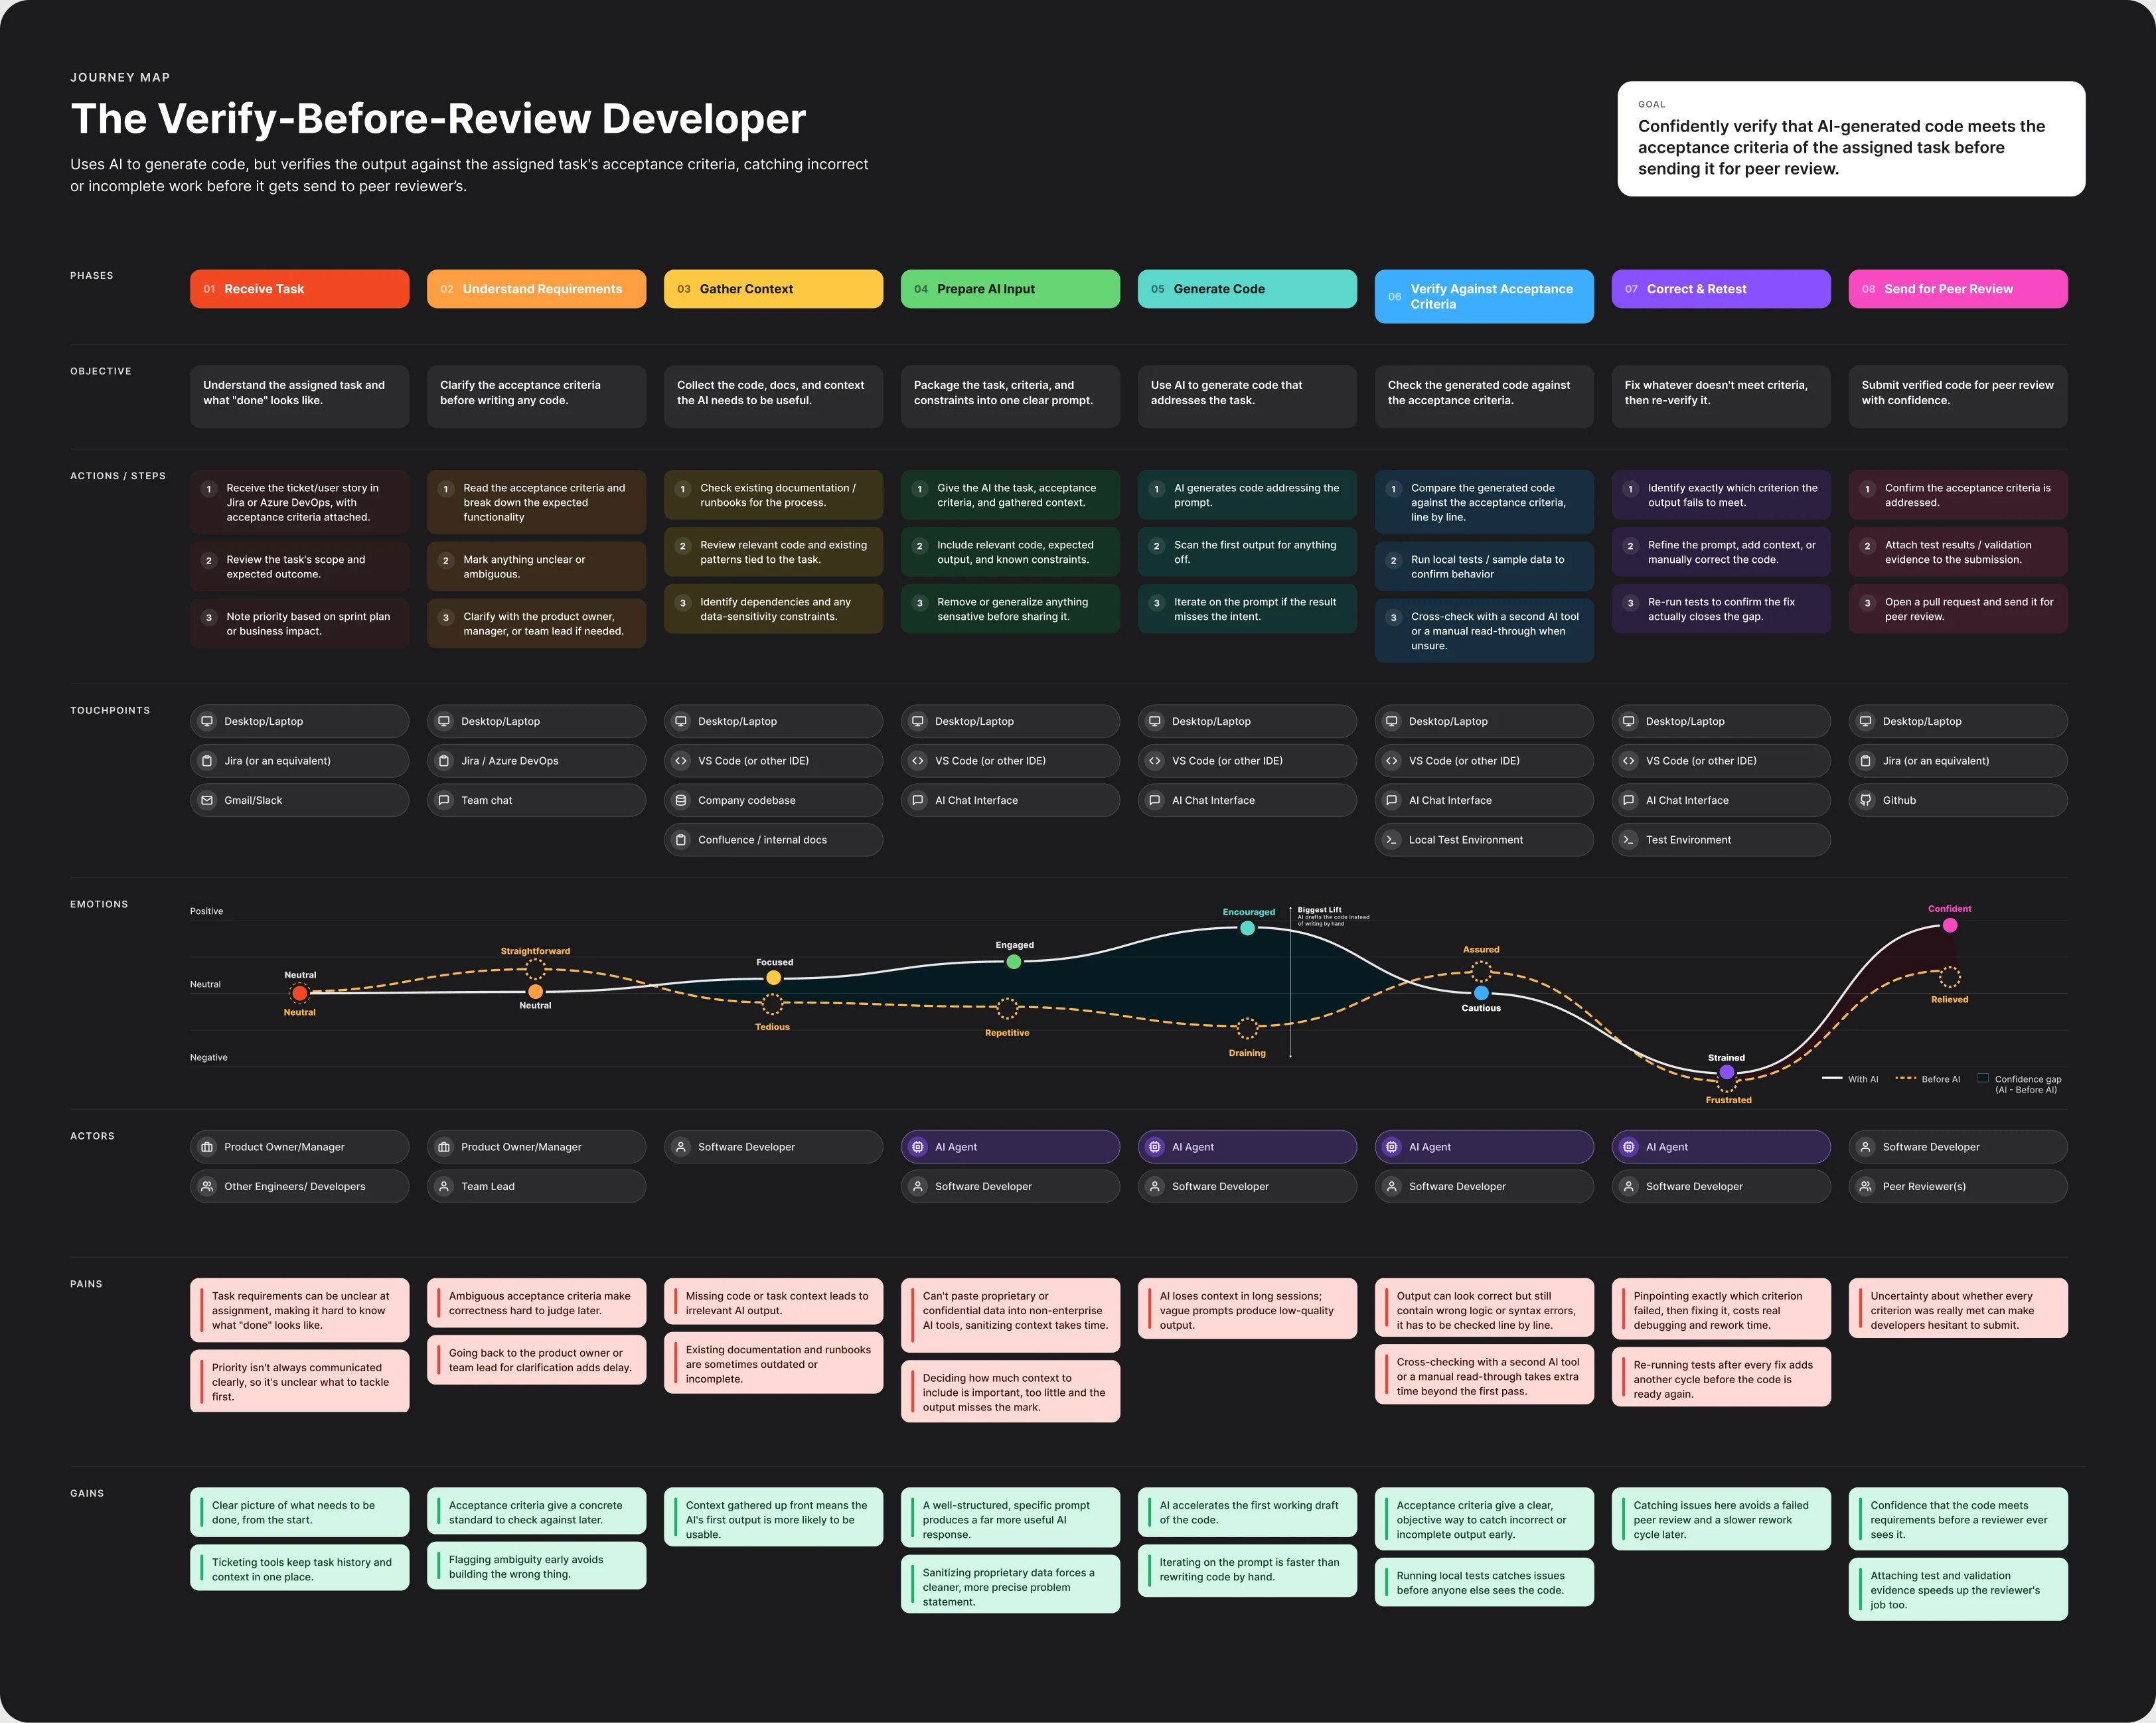 JOURNEY MAP
The Verify-Before-Review Developer
Uses AI to generate code, but verifies the output against the assigned task's acceptance criteria, catching incorrect
or incomplete work before it gets send to peer reviewer's.
GOAL
Confidently verify that AI-generated code meets the
acceptance criteria of the assigned task before
sending it for peer review.
PHASES
01 Receive Task
02 Understand Requirements
03 Gather Context
04 Prepare AI Input
05 Generate Code
06 Verify Against Acceptance
Criteria
07 Correct & Retest
08 Send for Peer Review
OBJECTIVE
Understand the assigned task and
what "done" looks like.
Clarify the acceptance criteria
before writing any code.
Collect the code, docs, and context
the AI needs to be useful.
Package the task, criteria, and
constraints into one clear prompt.
Use AI to generate code that
addresses the task.
Check the generated code against
the acceptance criteria.
Fix whatever doesn't meet criteria,
then re-verify it.
Submit verified code for peer review
with confidence.
ACTIONS / STEPS
1 Receive the ticket/user story in
Jira or Azure DevOps, with
acceptance criteria attached.
2 Review the task's scope and
expected outcome.
3 Note priority based on sprint plan
or business impact.
1 Read the acceptance criteria and
break down the expected
functionality
2 Mark anything unclear or
ambiguous.
3 Clarify with the product owner,
manager, or team lead if needed.
1 Check existing documentation /
runbooks for the process.
2 Review relevant code and existing
patterns tied to the task.
3 Identify dependencies and any
data-sensitivity constraints.
1 Give the AI the task, acceptance
criteria, and gathered context.
2 Include relevant code, expected
output, and known constraints.
3 Remove or generalize anything
sensative before sharing it.
1 AI generates code addressing the
prompt.
2 Scan the first output for anything
off.
3 Iterate on the prompt if the result
misses the intent.
1 Compare the generated code
against the acceptance criteria,
line by line.
2 Run local tests / sample data to
confirm behavior
3 Cross-check with a second AI tool
or a manual read-through when
unsure.
1 Identify exactly which criterion the
output fails to meet.
2 Refine the prompt, add context, or
manually correct the code.
3 Re-run tests to confirm the fix
actually closes the gap.
1 Confirm the acceptance criteria is
addressed.
2 Attach test results / validation
evidence to the submission.
3 Open a pull request and send it for
peer review.
TOUCHPOINTS
Desktop/Laptop
Jira (or an equivalent)
Gmail/Slack
Desktop/Laptop
Jira / Azure DevOps
Team chat
Desktop/Laptop
VS Code (or other IDE)
Company codebase
Confluence / internal docs
Desktop/Laptop
VS Code (or other IDE)
AI Chat Interface
Desktop/Laptop
VS Code (or other IDE)
AI Chat Interface
Desktop/Laptop
VS Code (or other IDE)
AI Chat Interface
Local Test Environment
Desktop/Laptop
VS Code (or other IDE)
AI Chat Interface
Test Environment
Desktop/Laptop
Jira (or an equivalent)
Github
EMOTIONS
Positive
Neutral
Negative
Neutral
Neutral
Straightforward
Neutral
Focused
Tedious
Engaged
Repetitive
Encouraged
Draining
Biggest Lift
AI drafts the code instead
of writing by hand
Assured
Cautious
Strained
Frustrated
Confident
Relieved
With AI
Before AI
Confidence gap
(AI - Before AI)
ACTORS
Product Owner/Manager
Other Engineers/ Developers
Product Owner/Manager
Team Lead
Software Developer
AI Agent
Software Developer
AI Agent
Software Developer
AI Agent
Software Developer
AI Agent
Software Developer
Software Developer
Peer Reviewer(s)
PAINS
Task requirements can be unclear at
assignment, making it hard to know
what "done" looks like.
Priority isn't always communicated
clearly, so it's unclear what to tackle
first.
Ambiguous acceptance criteria make
correctness hard to judge later.
Going back to the product owner or
team lead for clarification adds delay.
Missing code or task context leads to
irrelevant AI output.
Existing documentation and runbooks
are sometimes outdated or
incomplete.
Can't paste proprietary or
confidential data into non-enterprise
AI tools, sanitizing context takes time.
Deciding how much context to
include is important, too little and the
output misses the mark.
AI loses context in long sessions;
vague prompts produce low-quality
output.
Output can look correct but still
contain wrong logic or syntax errors,
it has to be checked line by line.
Cross-checking with a second AI tool
or a manual read-through takes extra
time beyond the first pass.
Pinpointing exactly which criterion
failed, then fixing it, costs real
debugging and rework time.
Re-running tests after every fix adds
another cycle before the code is
ready again.
Uncertainty about whether every
criterion was really met can make
developers hesitant to submit.
GAINS
Clear picture of what needs to be
done, from the start.
Ticketing tools keep task history and
context in one place.
Acceptance criteria give a concrete
standard to check against later.
Flagging ambiguity early avoids
building the wrong thing.
Context gathered up front means the
AI's first output is more likely to be
usable.
A well-structured, specific prompt
produces a far more useful AI
response.
Sanitizing proprietary data forces a
cleaner, more precise problem
statement.
AI accelerates the first working draft
of the code.
Iterating on the prompt is faster than
rewriting code by hand.
Acceptance criteria give a clear,
objective way to catch incorrect or
incomplete output early.
Running local tests catches issues
before anyone else sees the code.
Catching issues here avoids a failed
peer review and a slower rework
cycle later.
Confidence that the code meets
requirements before a reviewer ever
sees it.
Attaching test and validation
evidence speeds up the reviewer's
job too.